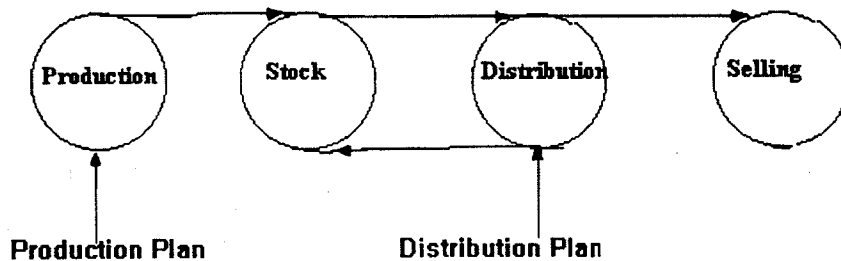 Production
Stock
Distribution
Selling
Production Plan
Distribution Plan